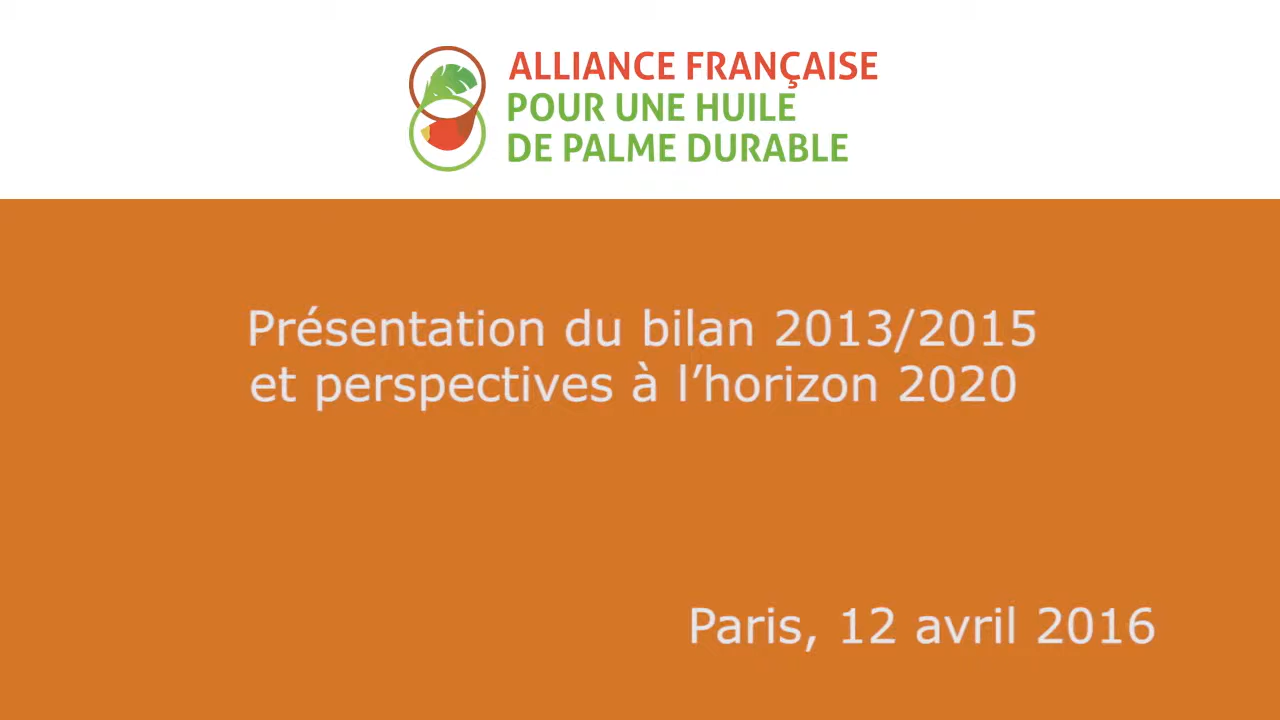 ALLIANCE FRANÇAISE
POUR UNE HUILE
DE PALME DURABLE
Présentation du bilan 2013/2015
et perspectives à l’horizon 2020
Paris, 12 avril 2016